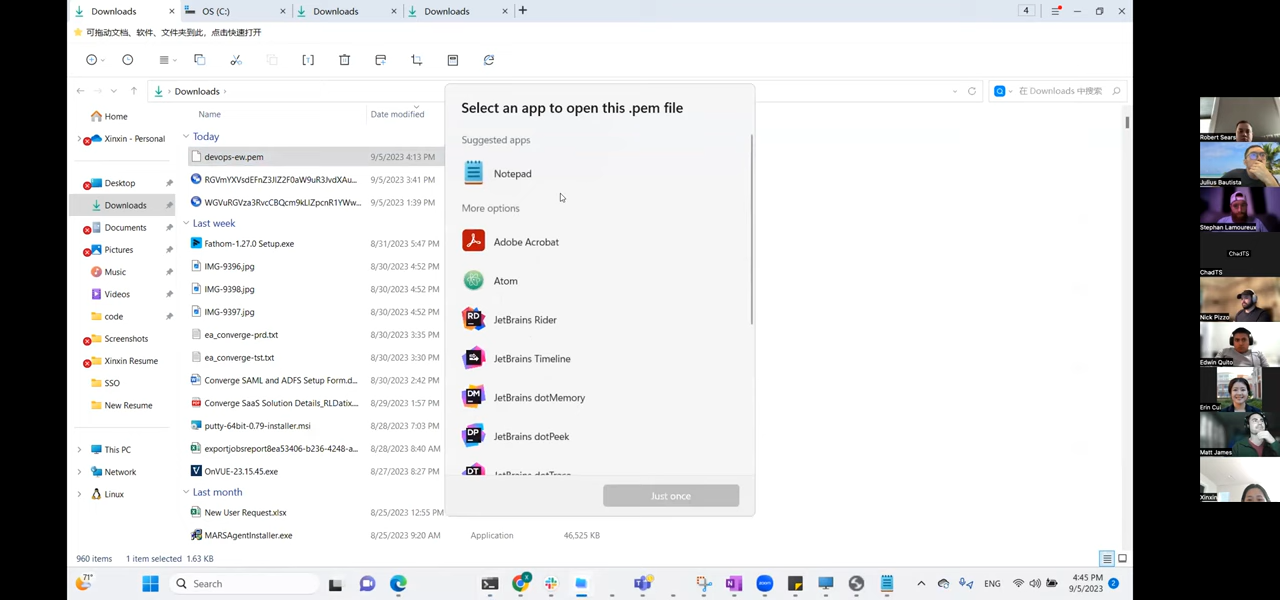 Downloads
OS (C:)
Downloads
Downloads
4
可拖动文档、软件、文件夹到此，点击快速打开
Downloads
在 Downloads 中搜索
Home
Xinxin - Personal
Desktop
Downloads
Documents
Pictures
Music
Videos
code
Screenshots
Xinxin Resume
SSO
New Resume
This PC
Network
Linux
Name
Date modified
Today
devops-ew.pem
9/5/2023 4:13 PM
9/5/2023 3:41 PM
9/5/2023 1:39 PM
Last week
Fathom-1.27.0 Setup.exe
8/31/2023 5:47 PM
IMG-9396.jpg
8/30/2023 4:52 PM
IMG-9398.jpg
8/30/2023 4:52 PM
IMG-9397.jpg
8/30/2023 4:52 PM
ea_converge-prd.txt
8/30/2023 3:35 PM
ea_converge-tst.txt
8/30/2023 3:30 PM
Converge SAML and ADFS Setup Form.d...
8/30/2023 2:42 PM
Converge SaaS Solution Details_RLDatix...
8/29/2023 1:57 PM
putty-64bit-0.79-installer.msi
8/28/2023 7:03 PM
exportjobsreport8ea53406-b236-4248-a...
8/28/2023 8:40 AM
OnVUE-23.15.45.exe
8/27/2023 8:27 PM
Last month
New User Request.xlsx
8/25/2023 12:55 PM
MARSAgentInstaller.exe
8/25/2023 9:20 AM
Application
46,525 KB
Select an app to open this .pem file
Suggested apps
Notepad
More options
Adobe Acrobat
Atom
JetBrains Rider
JetBrains Timeline
JetBrains dotMemory
JetBrains dotPeek
JetBrains dotTrace
Just once
960 items
1 item selected 1.63 KB
71°
Search
ENG
4:45 PM
9/5/2023
2
Robert Sears
Julius Bautista
Stephan Lamoureux
ChadTS
ChadTS
Nick Pizzo
Edwin Quito
Erin Cui
Matt James
Xinxin